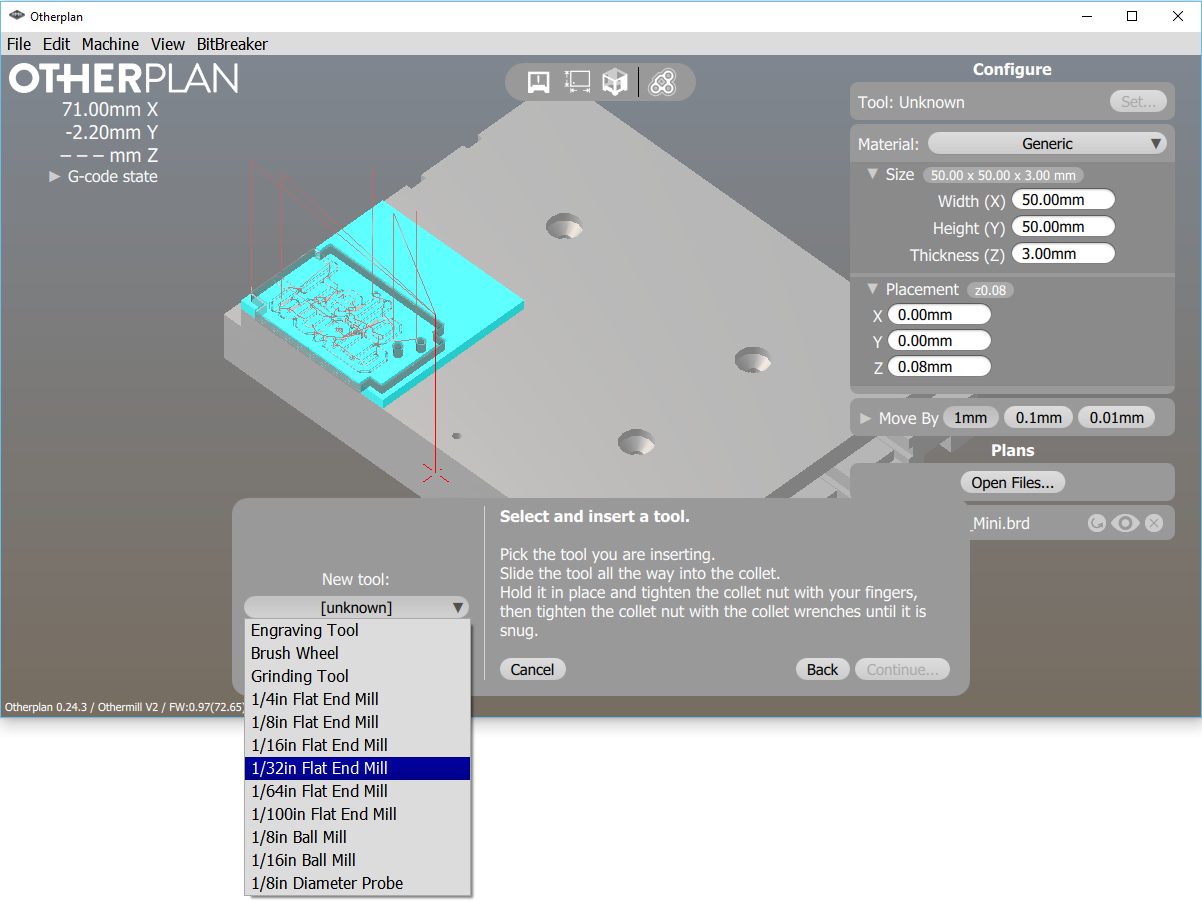 Otherplan
File Edit Machine View BitBreaker
OTHERPLAN
71.00mm X
-2.20mm Y
– – – mm Z
G-code state
Configure
Tool: Unknown
Set...
Material:
Generic
Size
50.00 x 50.00 x 3.00 mm
Width (X)
50.00mm
Height (Y)
50.00mm
Thickness (Z)
3.00mm
Placement
z0.08
X
0.00mm
Y
0.00mm
Z
0.08mm
Move By
1mm
0.1mm
0.01mm
Plans
Open Files...
_Mini.brd
Select and insert a tool.
Pick the tool you are inserting.
Slide the tool all the way into the collet.
Hold it in place and tighten the collet nut with your fingers,
then tighten the collet nut with the collet wrenches until it is
snug.
Cancel
Back
Continue...
New tool:
[unknown]
Engraving Tool
Brush Wheel
Grinding Tool
1/4in Flat End Mill
1/8in Flat End Mill
1/16in Flat End Mill
1/32in Flat End Mill
1/64in Flat End Mill
1/100in Flat End Mill
1/8in Ball Mill
1/16in Ball Mill
1/8in Diameter Probe
Otherplan 0.24.3 / Othermill V2 / FW:0.97(72.65)